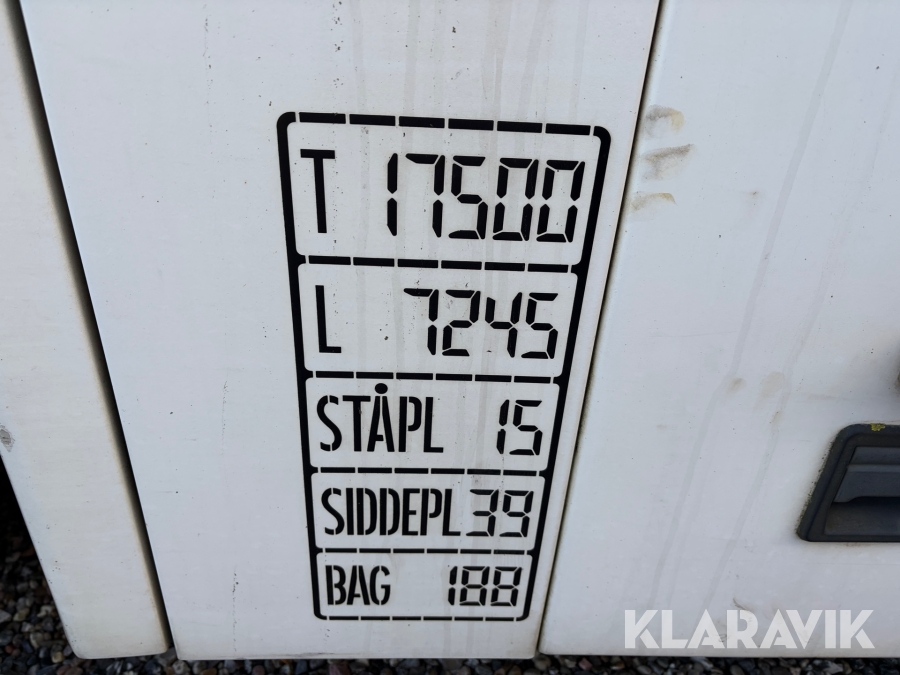 T 17500
L 7245
STÅPL 15
SIDDEPL 39
BAG 188
KLARAVIK